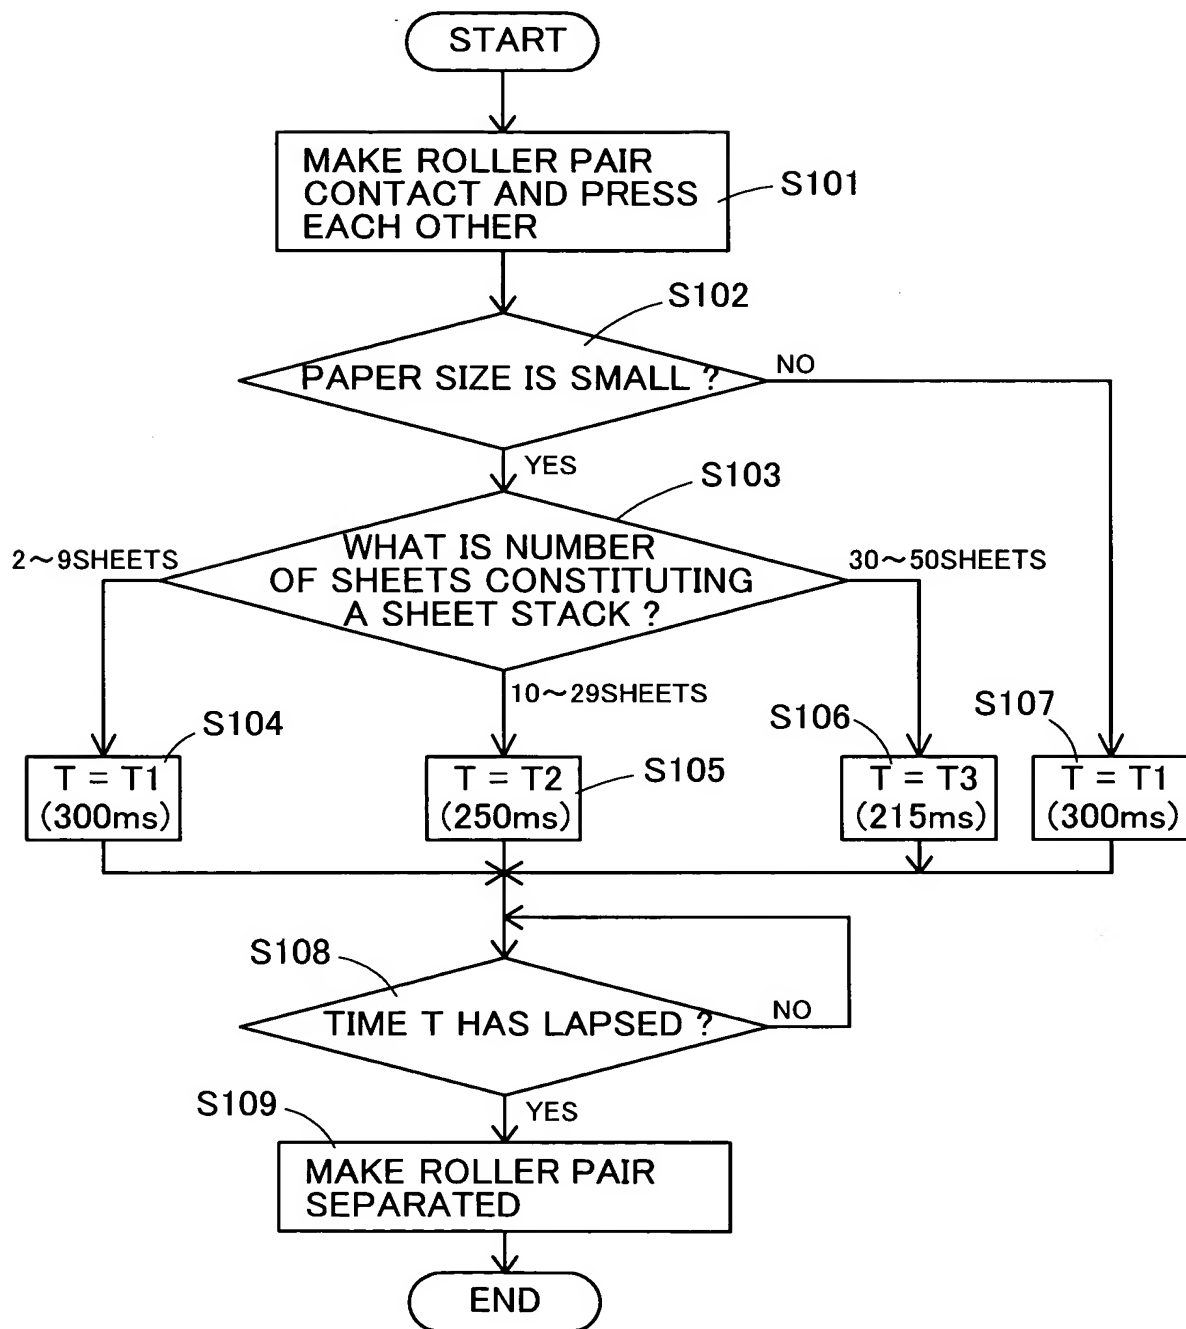 START
MAKE ROLLER PAIR
CONTACT AND PRESS
EACH OTHER
S101
S102
PAPER SIZE IS SMALL ?
NO
YES
S103
2～9SHEETS
WHAT IS NUMBER
OF SHEETS CONSTITUTING
A SHEET STACK ?
30～50SHEETS
10～29SHEETS
S104
T = T1
(300ms)
S105
T = T2
(250ms)
S106
T = T3
(215ms)
S107
T = T1
(300ms)
S108
TIME T HAS LAPSED ?
NO
YES
S109
MAKE ROLLER PAIR
SEPARATED
END